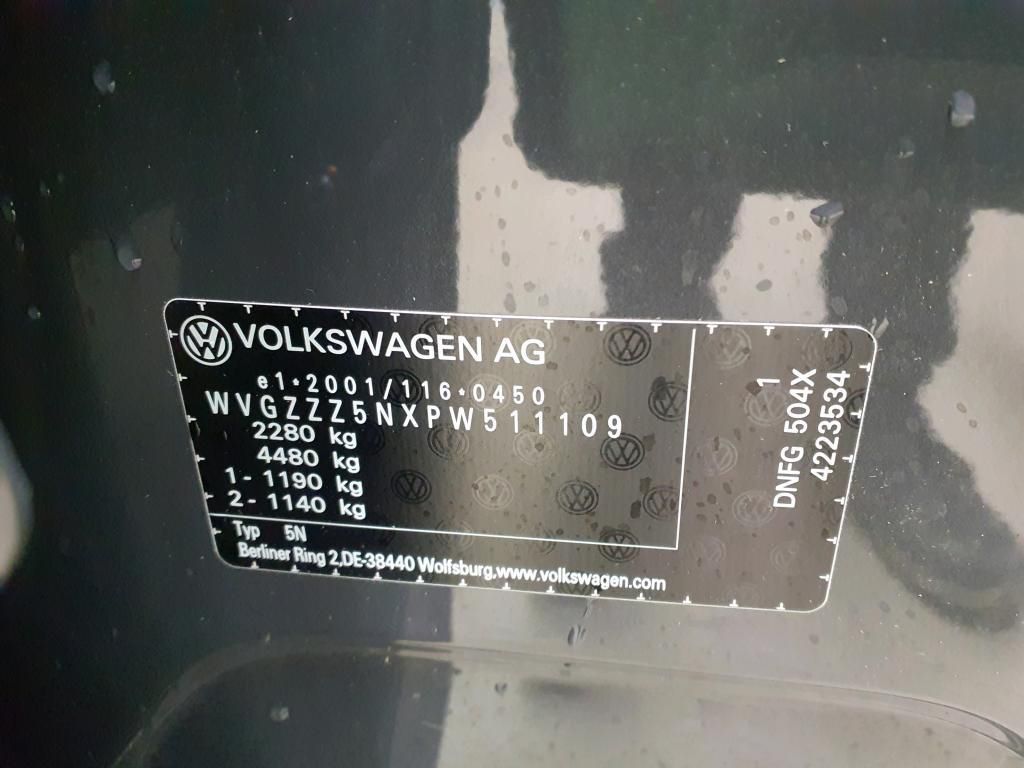 VOLKSWAGEN AG
e1*2001/116*0450
WVGZZZ5NXPW511109
2280 kg
4480 kg
1- 1190 kg
2- 1140 kg
Typ 5N
Berliner Ring 2,DE-38440 Wolfsburg,www.volkswagen.com
DNFG 504X 1
4223534